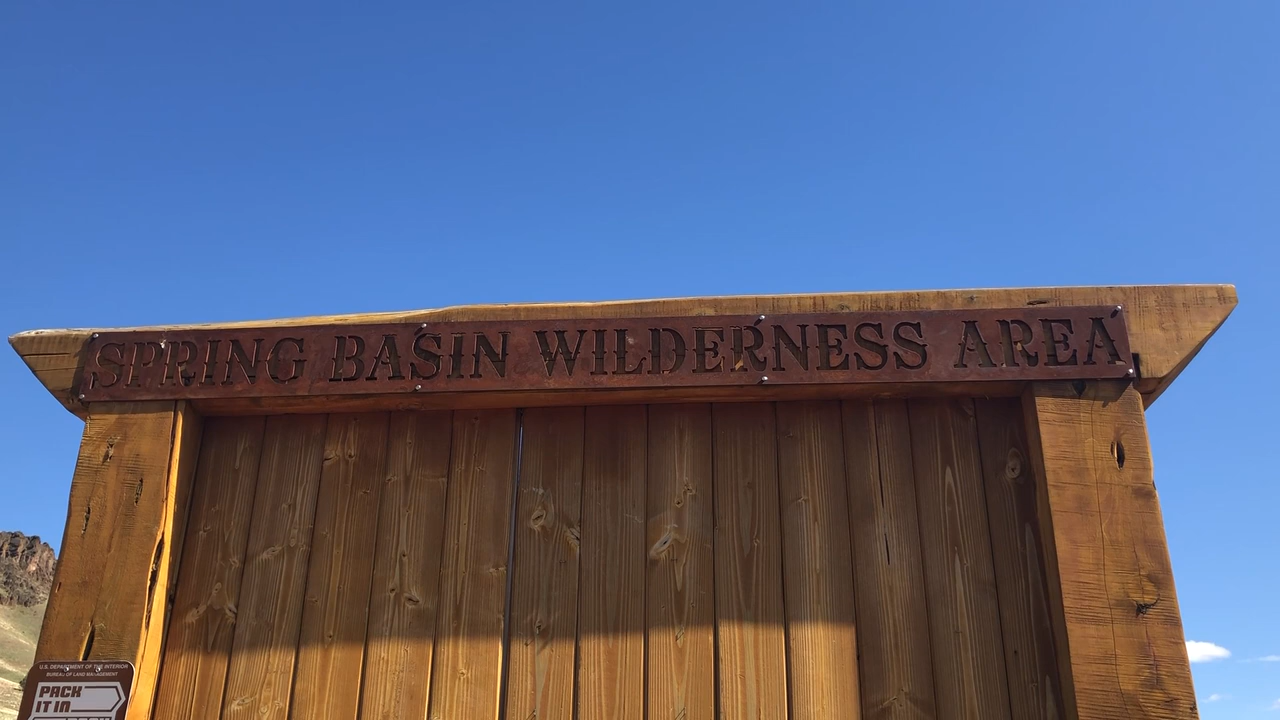 SPRING BASIN WILDERNESS AREA
U.S. DEPARTMENT OF THE INTERIOR
BUREAU OF LAND MANAGEMENT
PACK
IT IN